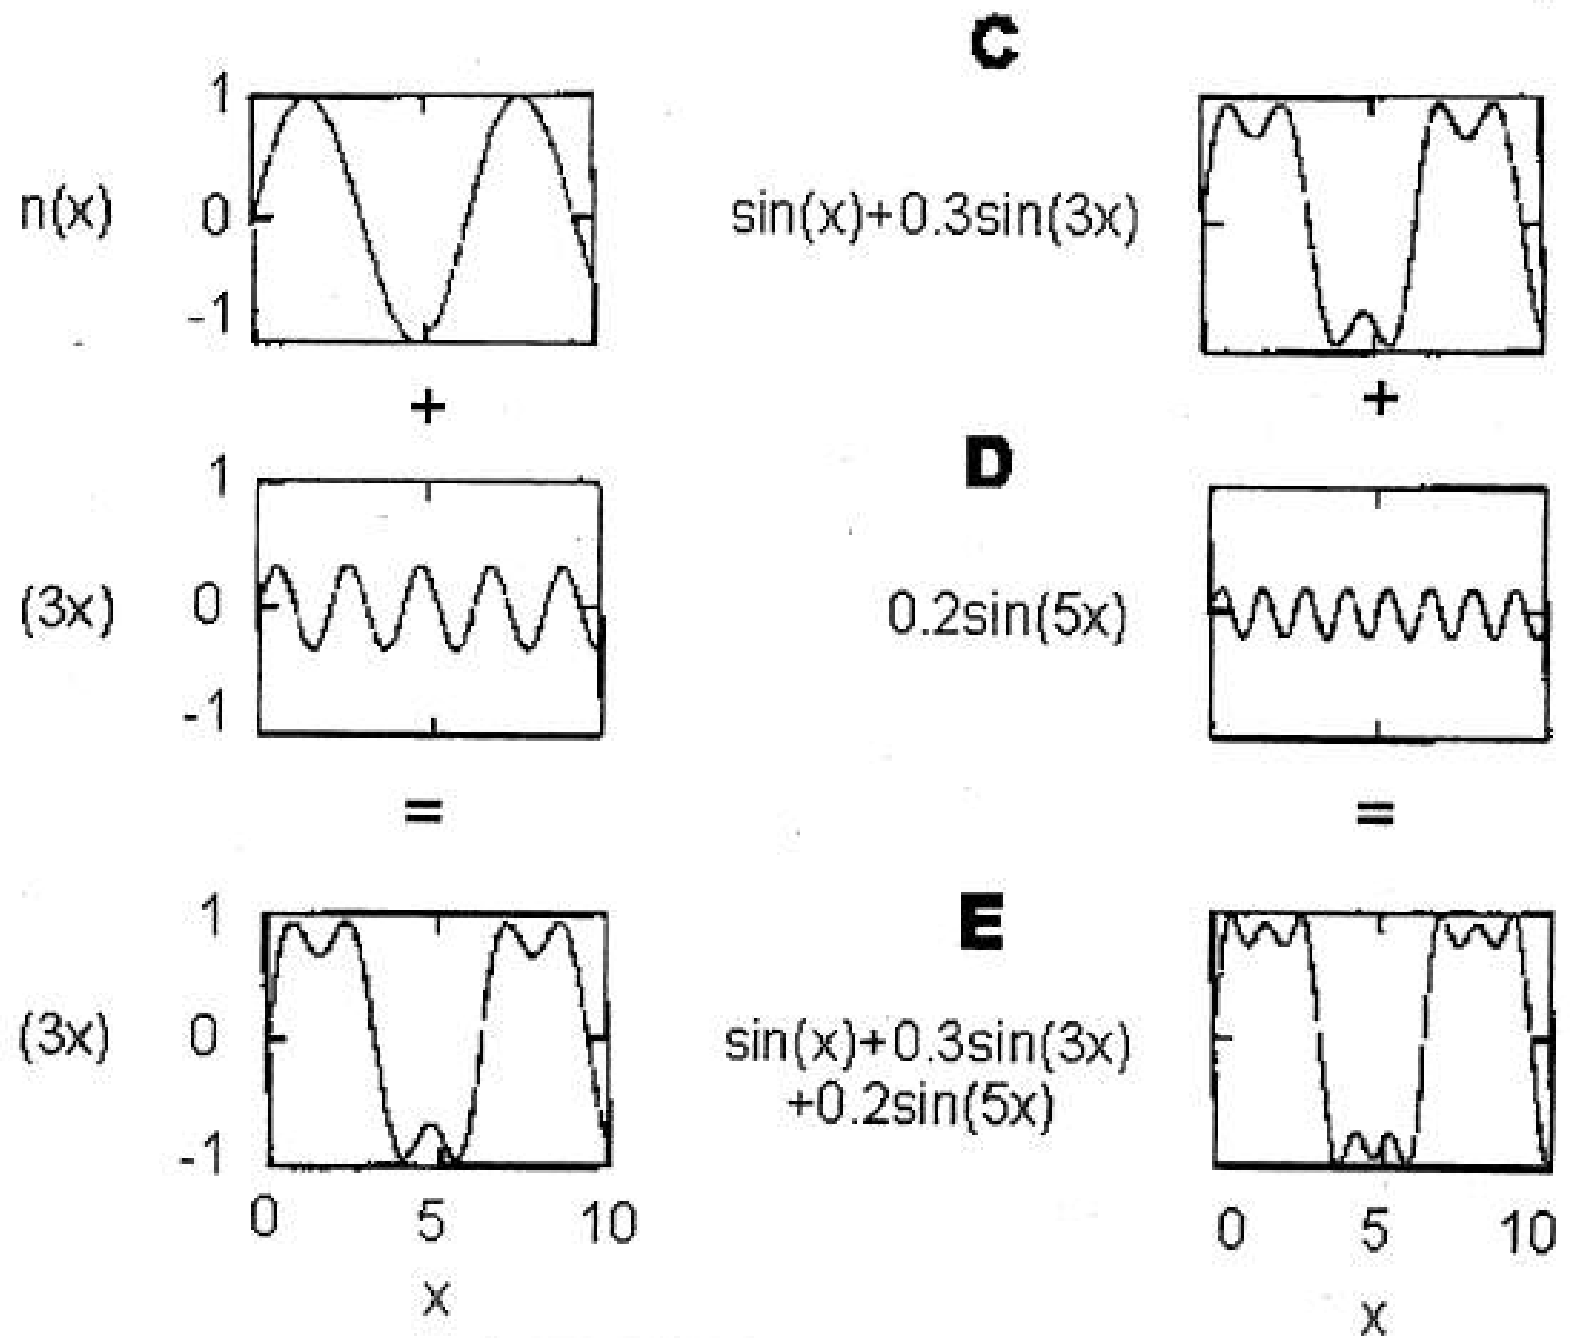 C
1
n(x)
0
-1
sin(x)+0.3sin(3x)
+
+
D
1
(3x)
0
-1
0.2sin(5x)
=
=
E
1
(3x)
0
-1
sin(x)+0.3sin(3x)
+0.2sin(5x)
0 5 10
x
0 5 10
x